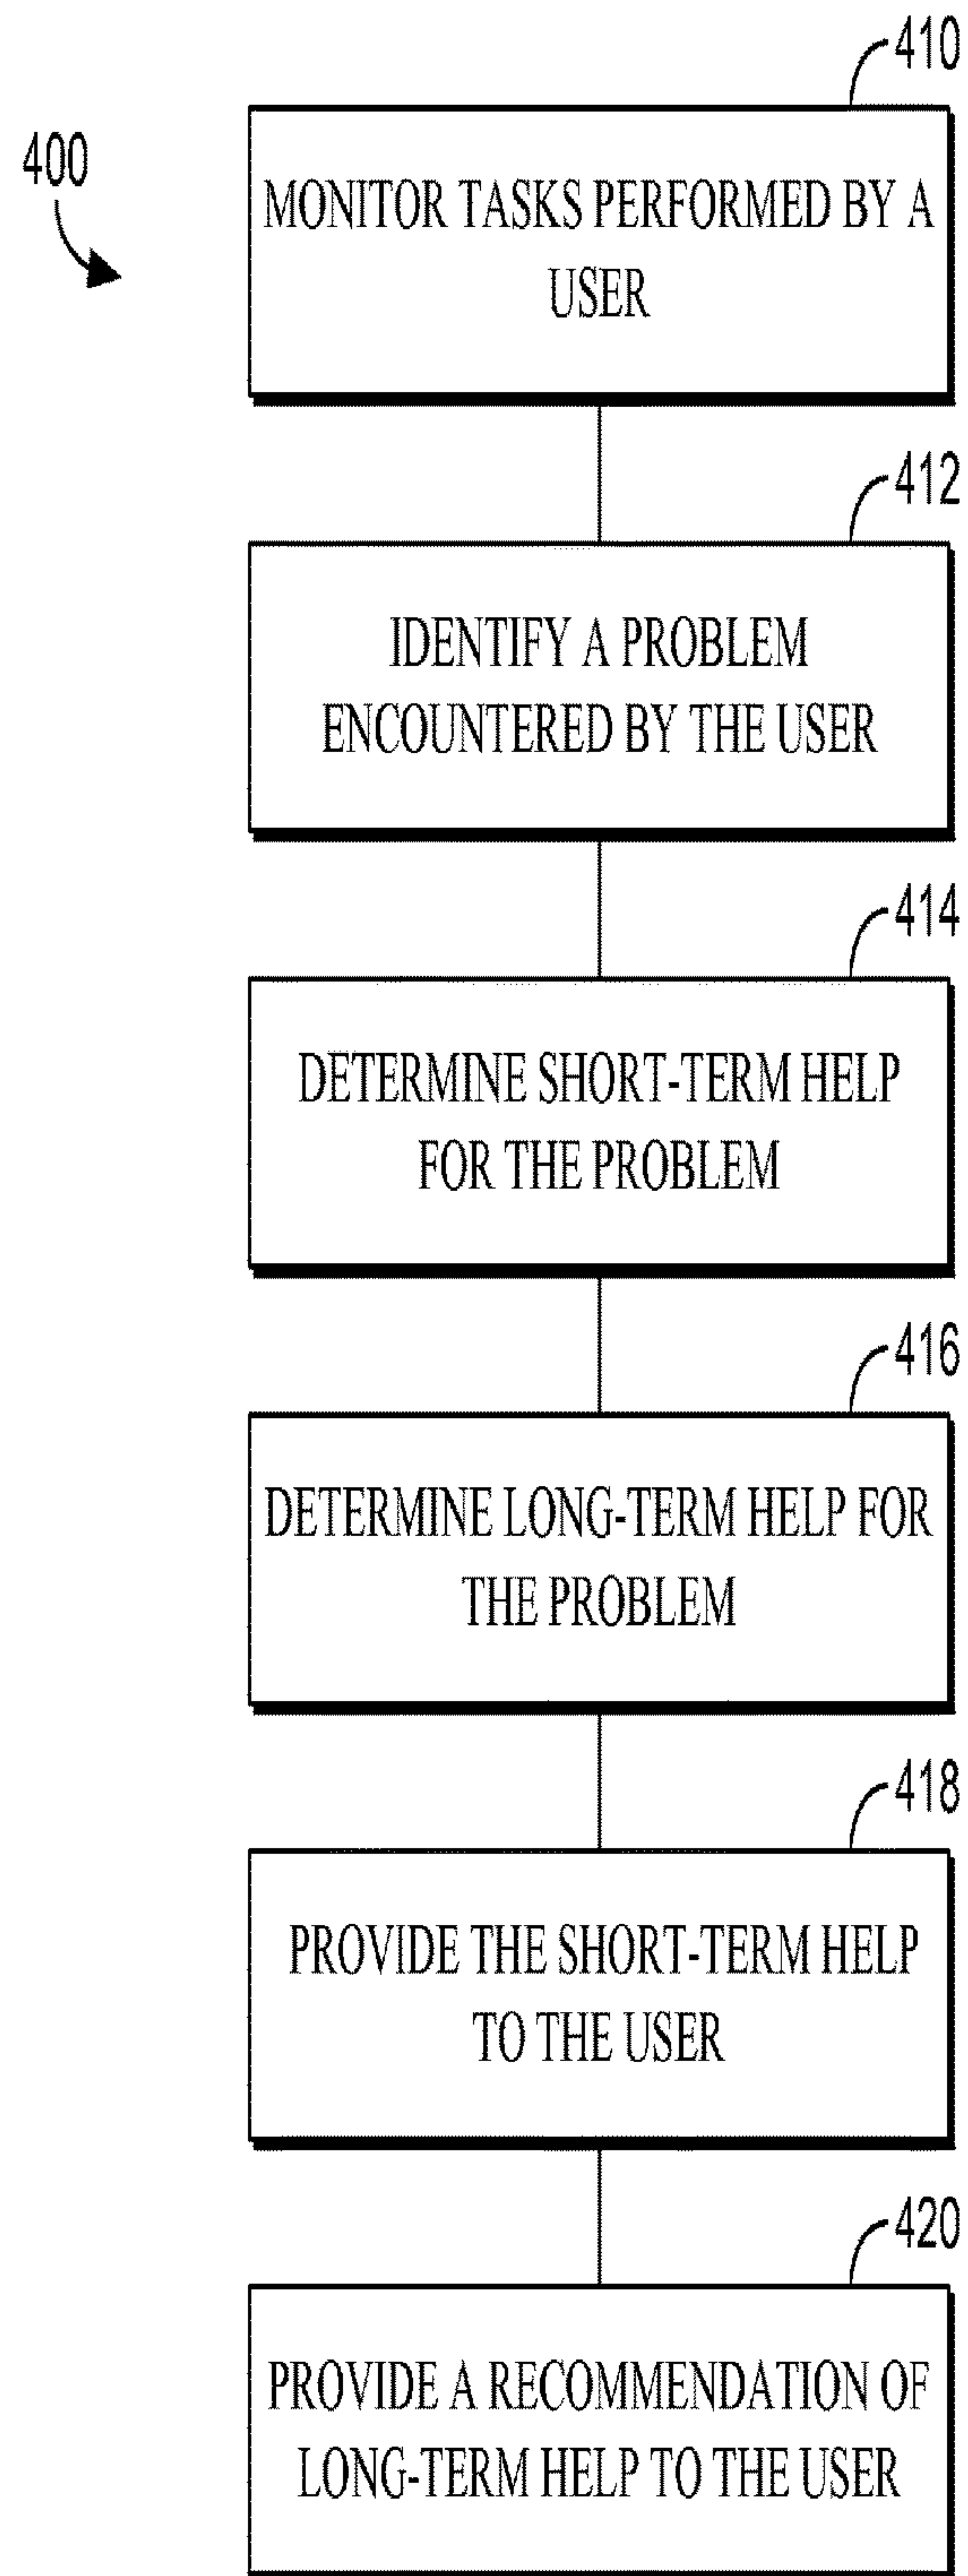 410
400
MONITOR TASKS PERFORMED BY A
USER
412
IDENTIFY A PROBLEM
ENCOUNTERED BY THE USER
414
DETERMINE SHORT-TERM HELP
FOR THE PROBLEM
416
DETERMINE LONG-TERM HELP FOR
THE PROBLEM
418
PROVIDE THE SHORT-TERM HELP
TO THE USER
420
PROVIDE A RECOMMENDATION OF
LONG-TERM HELP TO THE USER